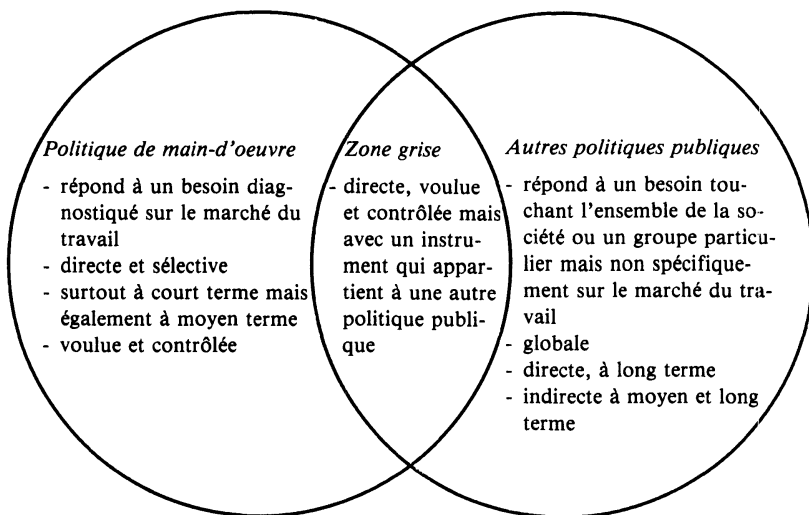 Politique de main-d'oeuvre
- répond à un besoin diag-
nostiqué sur le marché du
travail
- directe et sélective
- surtout à court terme mais
également à moyen terme
- voulue et contrôlée
Zone grise
- directe, voulue
et contrôlée mais
avec un instru-
ment qui appar-
tient à une autre
politique publi-
que
Autres politiques publiques
- répond à un besoin tou-
chant l'ensemble de la so-
ciété ou un groupe particu-
lier mais non spécifique-
ment sur le marché du tra-
vail
- globale
- directe, à long terme
- indirecte à moyen et long
terme